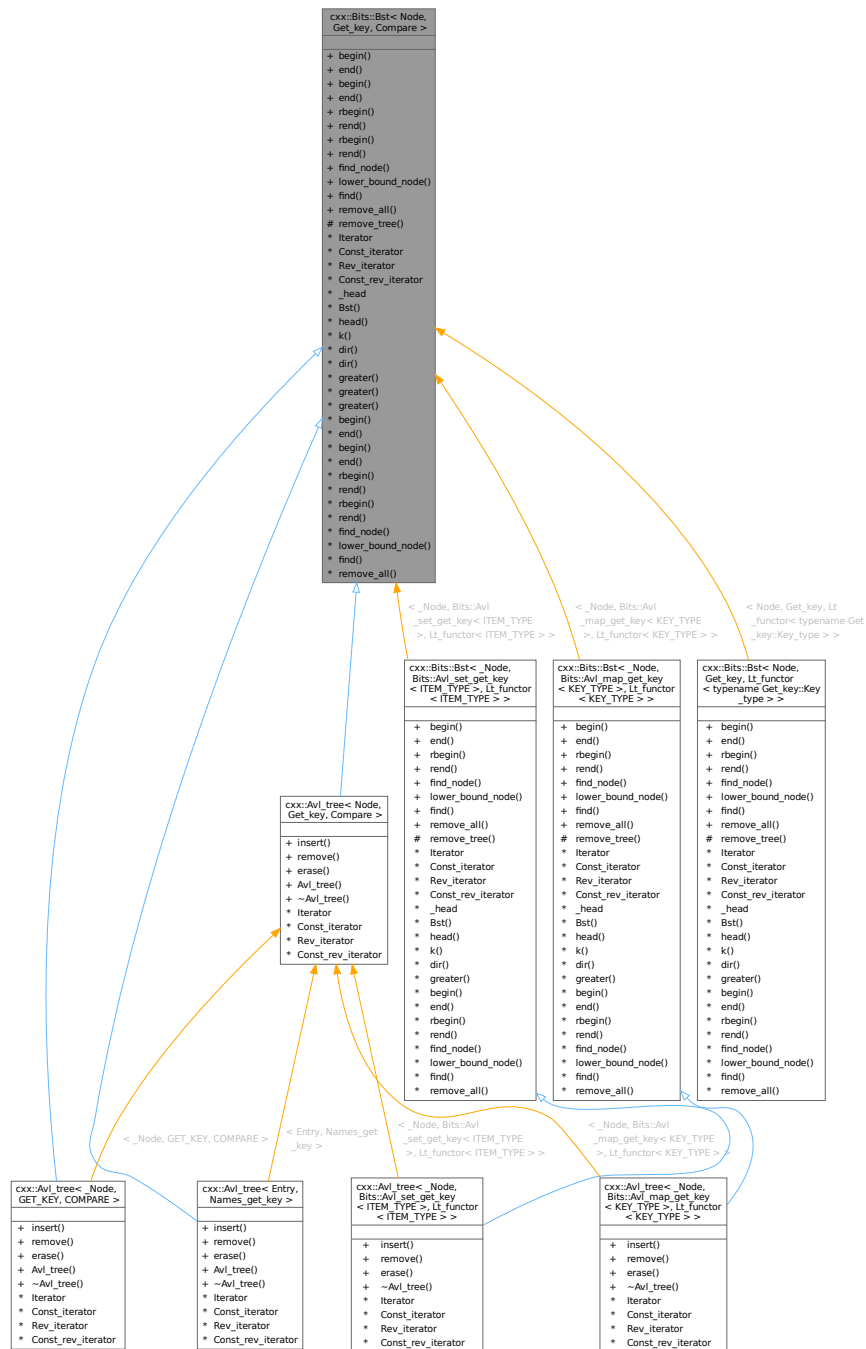 cxx::Bits::Bst< Node,
Get_key, Compare >
+ begin()
+ end()
+ begin()
+ end()
+ rbegin()
+ rend()
+ rbegin()
+ rend()
+ find_node()
+ lower_bound_node()
+ find()
+ remove_all()
# remove_tree()
* Iterator
* Const_iterator
* Rev_iterator
* Const_rev_iterator
* _head
* Bst()
* head()
* k()
* dir()
* dir()
* greater()
* greater()
* greater()
* begin()
* end()
* begin()
* end()
* rbegin()
* rend()
* rbegin()
* rend()
* find_node()
* lower_bound_node()
* find()
* remove_all()
< _Node, Bits::Avl
_set_get_key< ITEM_TYPE
>, Lt_functor< ITEM_TYPE > >
< _Node, Bits::Avl
_map_get_key< KEY_TYPE
>, Lt_functor< KEY_TYPE > >
< Node, Get_key, Lt
_functor< typename Get
_key::Key_type > >
cxx::Bits::Bst< _Node,
Bits::Avl_set_get_key
< ITEM_TYPE >, Lt_functor
< ITEM_TYPE > >
+ begin()
+ end()
+ rbegin()
+ rend()
+ find_node()
+ lower_bound_node()
+ find()
+ remove_all()
# remove_tree()
* Iterator
* Const_iterator
* Rev_iterator
* Const_rev_iterator
* _head
* Bst()
* head()
* k()
* dir()
* greater()
* begin()
* end()
* rbegin()
* rend()
* find_node()
* lower_bound_node()
* find()
* remove_all()
cxx::Bits::Bst< _Node,
Bits::Avl_map_get_key
< KEY_TYPE >, Lt_functor
< KEY_TYPE > >
+ begin()
+ end()
+ rbegin()
+ rend()
+ find_node()
+ lower_bound_node()
+ find()
+ remove_all()
# remove_tree()
* Iterator
* Const_iterator
* Rev_iterator
* Const_rev_iterator
* _head
* Bst()
* head()
* k()
* dir()
* greater()
* begin()
* end()
* rbegin()
* rend()
* find_node()
* lower_bound_node()
* find()
* remove_all()
cxx::Bits::Bst< Node,
Get_key, Lt_functor
< typename Get_key::Key
_type > >
+ begin()
+ end()
+ rbegin()
+ rend()
+ find_node()
+ lower_bound_node()
+ find()
+ remove_all()
# remove_tree()
* Iterator
* Const_iterator
* Rev_iterator
* Const_rev_iterator
* _head
* Bst()
* head()
* k()
* dir()
* greater()
* begin()
* end()
* rbegin()
* rend()
* find_node()
* lower_bound_node()
* find()
* remove_all()
cxx::Avl_tree< Node,
Get_key, Compare >
+ insert()
+ remove()
+ erase()
+ Avl_tree()
+ ~Avl_tree()
* Iterator
* Const_iterator
* Rev_iterator
* Const_rev_iterator
< _Node, GET_KEY, COMPARE >
< Entry, Names_get
_key >
< _Node, Bits::Avl
_set_get_key< ITEM_TYPE
>, Lt_functor< ITEM_TYPE > >
< _Node, Bits::Avl
_map_get_key< KEY_TYPE
>, Lt_functor< KEY_TYPE > >
cxx::Avl_tree< _Node,
GET_KEY, COMPARE >
+ insert()
+ remove()
+ erase()
+ Avl_tree()
+ ~Avl_tree()
* Iterator
* Const_iterator
* Rev_iterator
* Const_rev_iterator
cxx::Avl_tree< Entry,
Names_get_key >
+ insert()
+ remove()
+ erase()
+ Avl_tree()
+ ~Avl_tree()
* Iterator
* Const_iterator
* Rev_iterator
* Const_rev_iterator
cxx::Avl_tree< _Node,
Bits::Avl_set_get_key
< ITEM_TYPE >, Lt_functor
< ITEM_TYPE > >
+ insert()
+ remove()
+ erase()
+ ~Avl_tree()
* Iterator
* Const_iterator
* Rev_iterator
* Const_rev_iterator
cxx::Avl_tree< _Node,
Bits::Avl_map_get_key
< KEY_TYPE >, Lt_functor
< KEY_TYPE > >
+ insert()
+ remove()
+ erase()
+ ~Avl_tree()
* Iterator
* Const_iterator
* Rev_iterator
* Const_rev_iterator